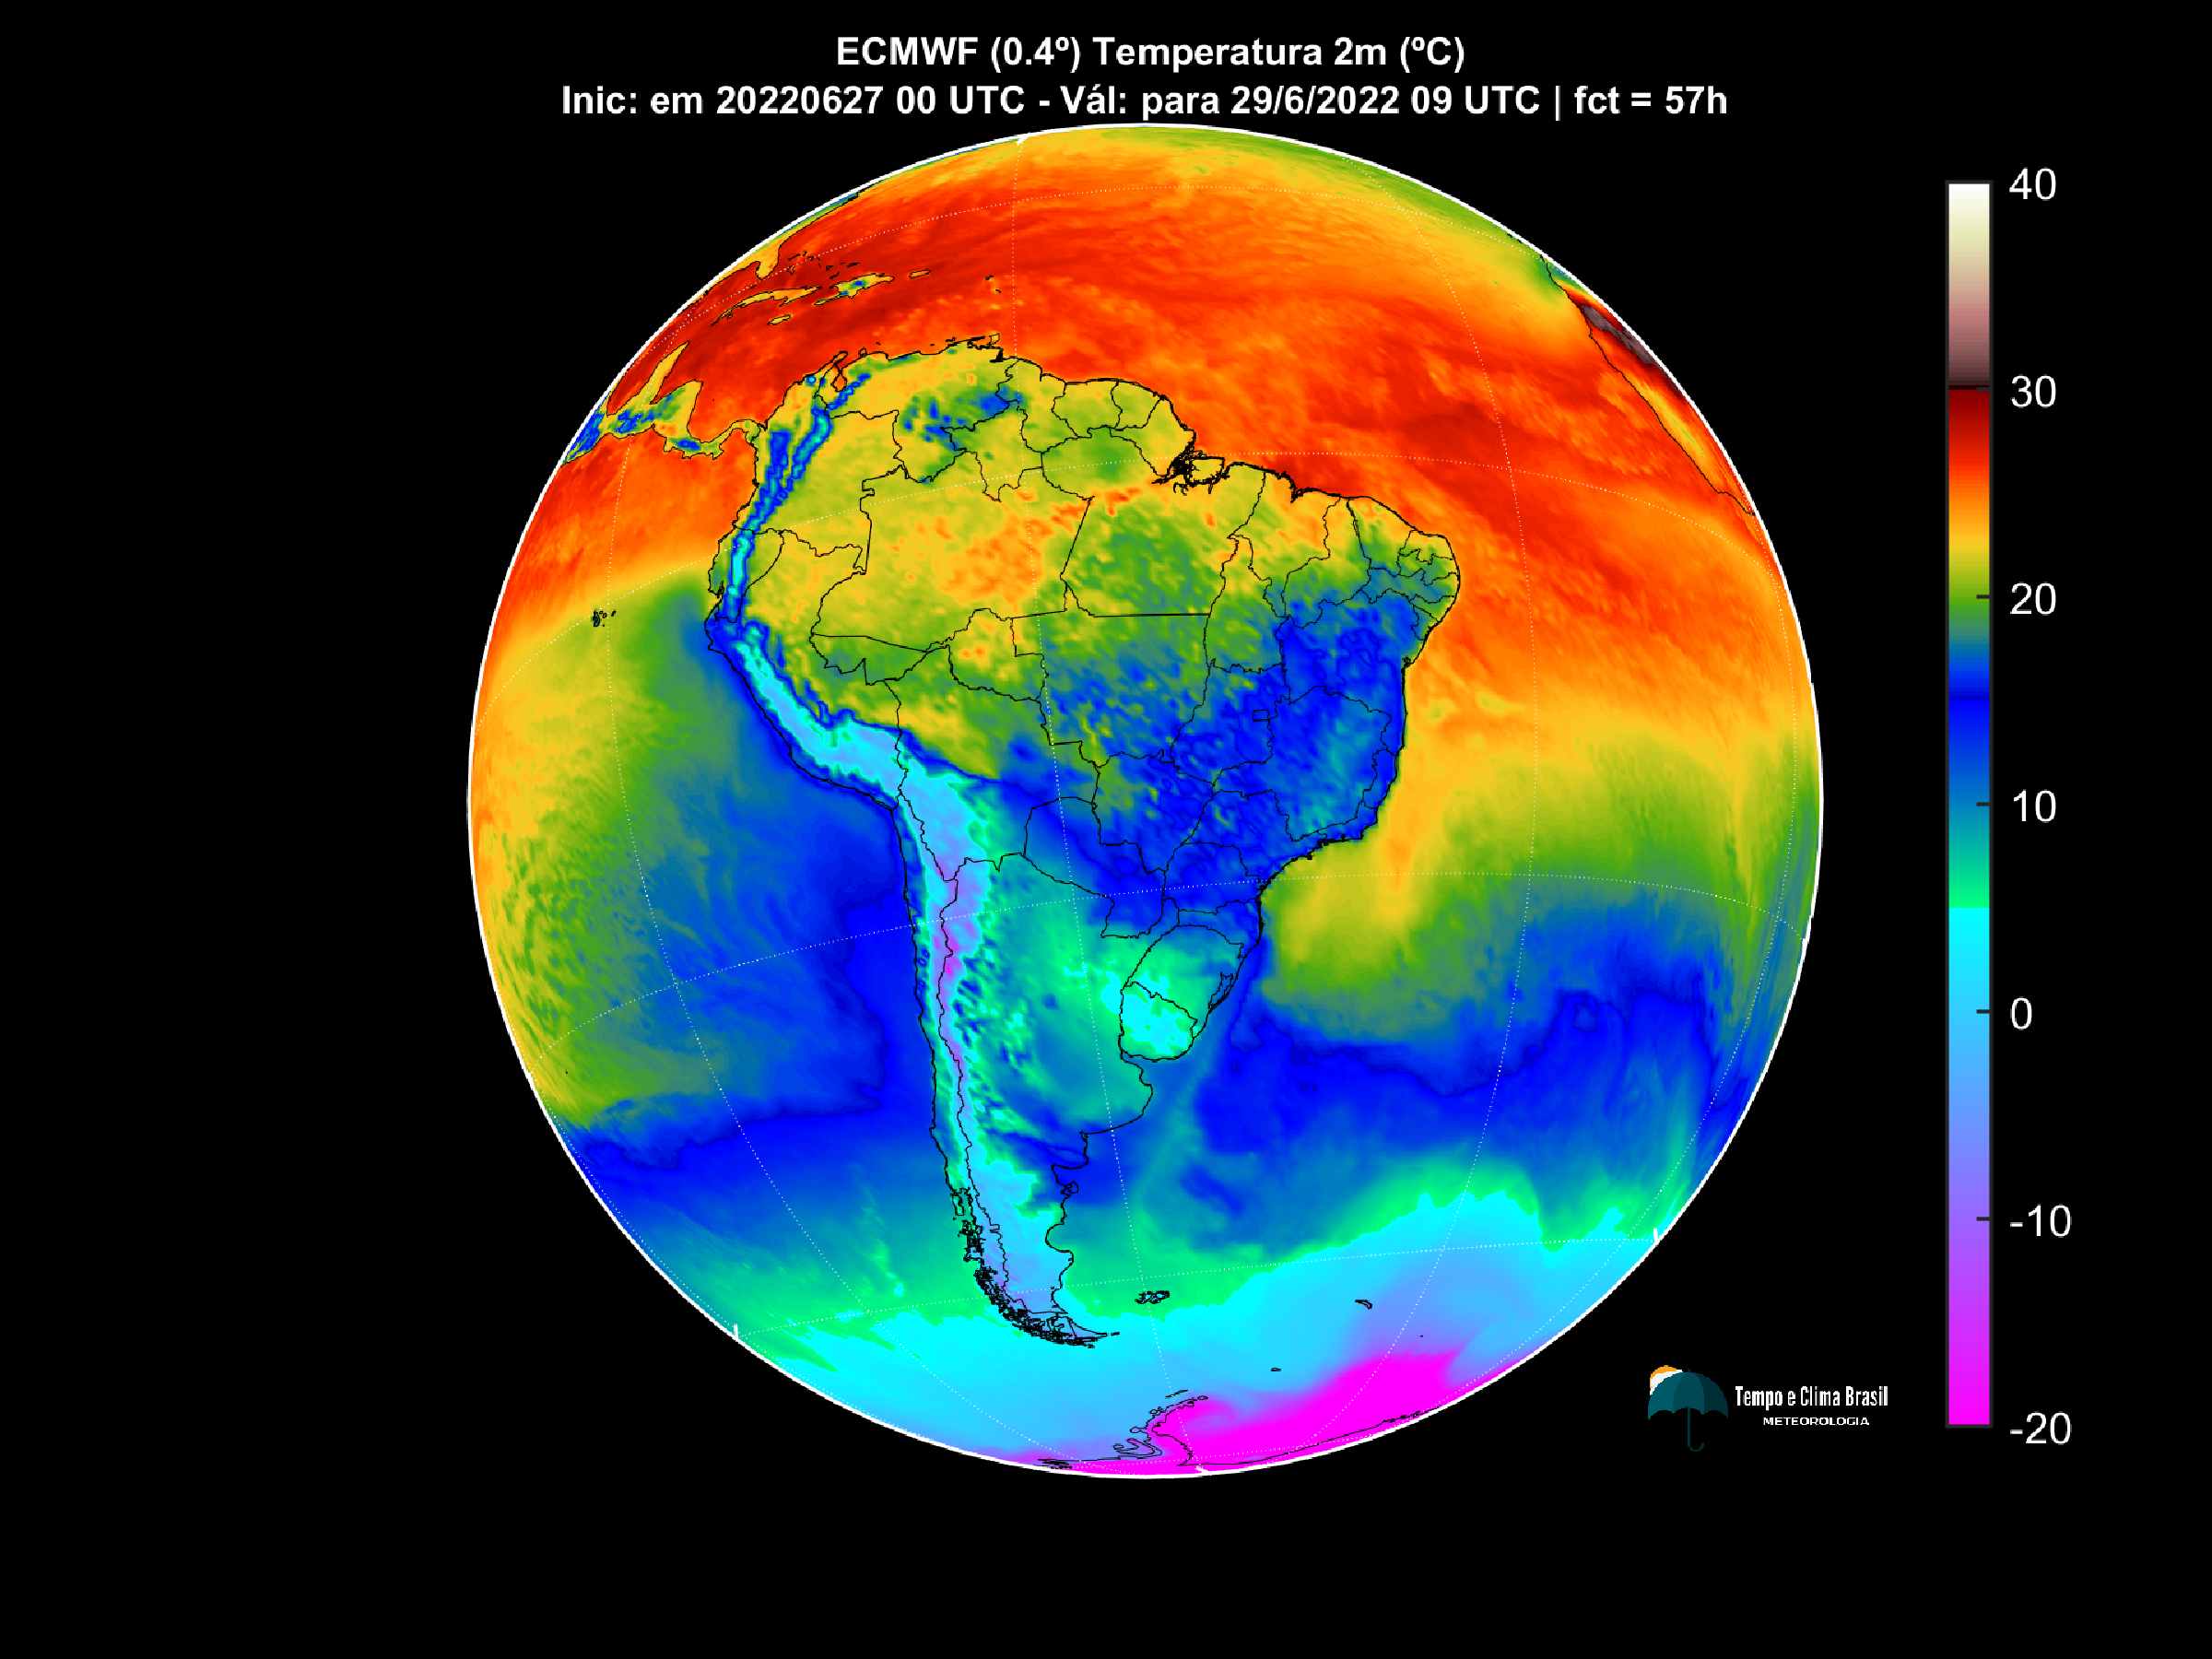 ECMWF (0.4º) Temperatura 2m (ºC)
Inic: em 20220627 00 UTC - Vál: para 29/6/2022 09 UTC | fct = 57h
40
30
20
10
0
-10
-20
Tempo e Clima Brasil
METEOROLOGIA